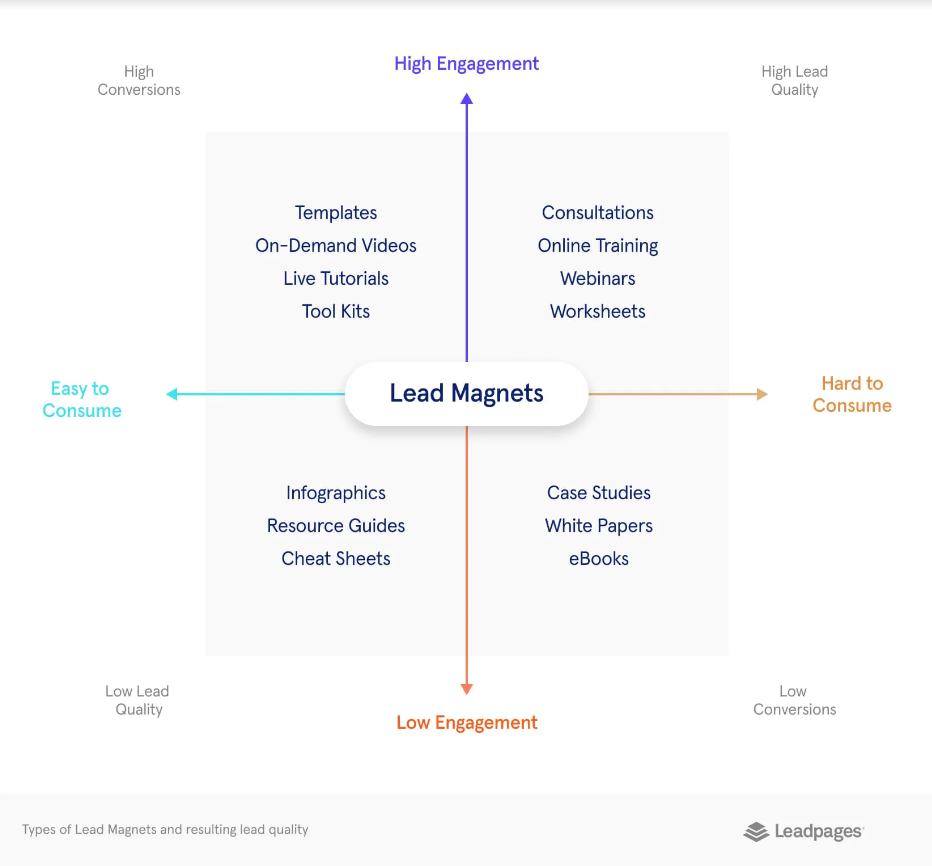 High Engagement
High
Conversions
High Lead
Quality
Templates
On-Demand Videos
Live Tutorials
Tool Kits
Consultations
Online Training
Webinars
Worksheets
Easy to
Consume
Lead Magnets
Hard to
Consume
Infographics
Resource Guides
Cheat Sheets
Case Studies
White Papers
eBooks
Low Lead
Quality
Low
Conversions
Low Engagement
Types of Lead Magnets and resulting lead quality
Leadpages